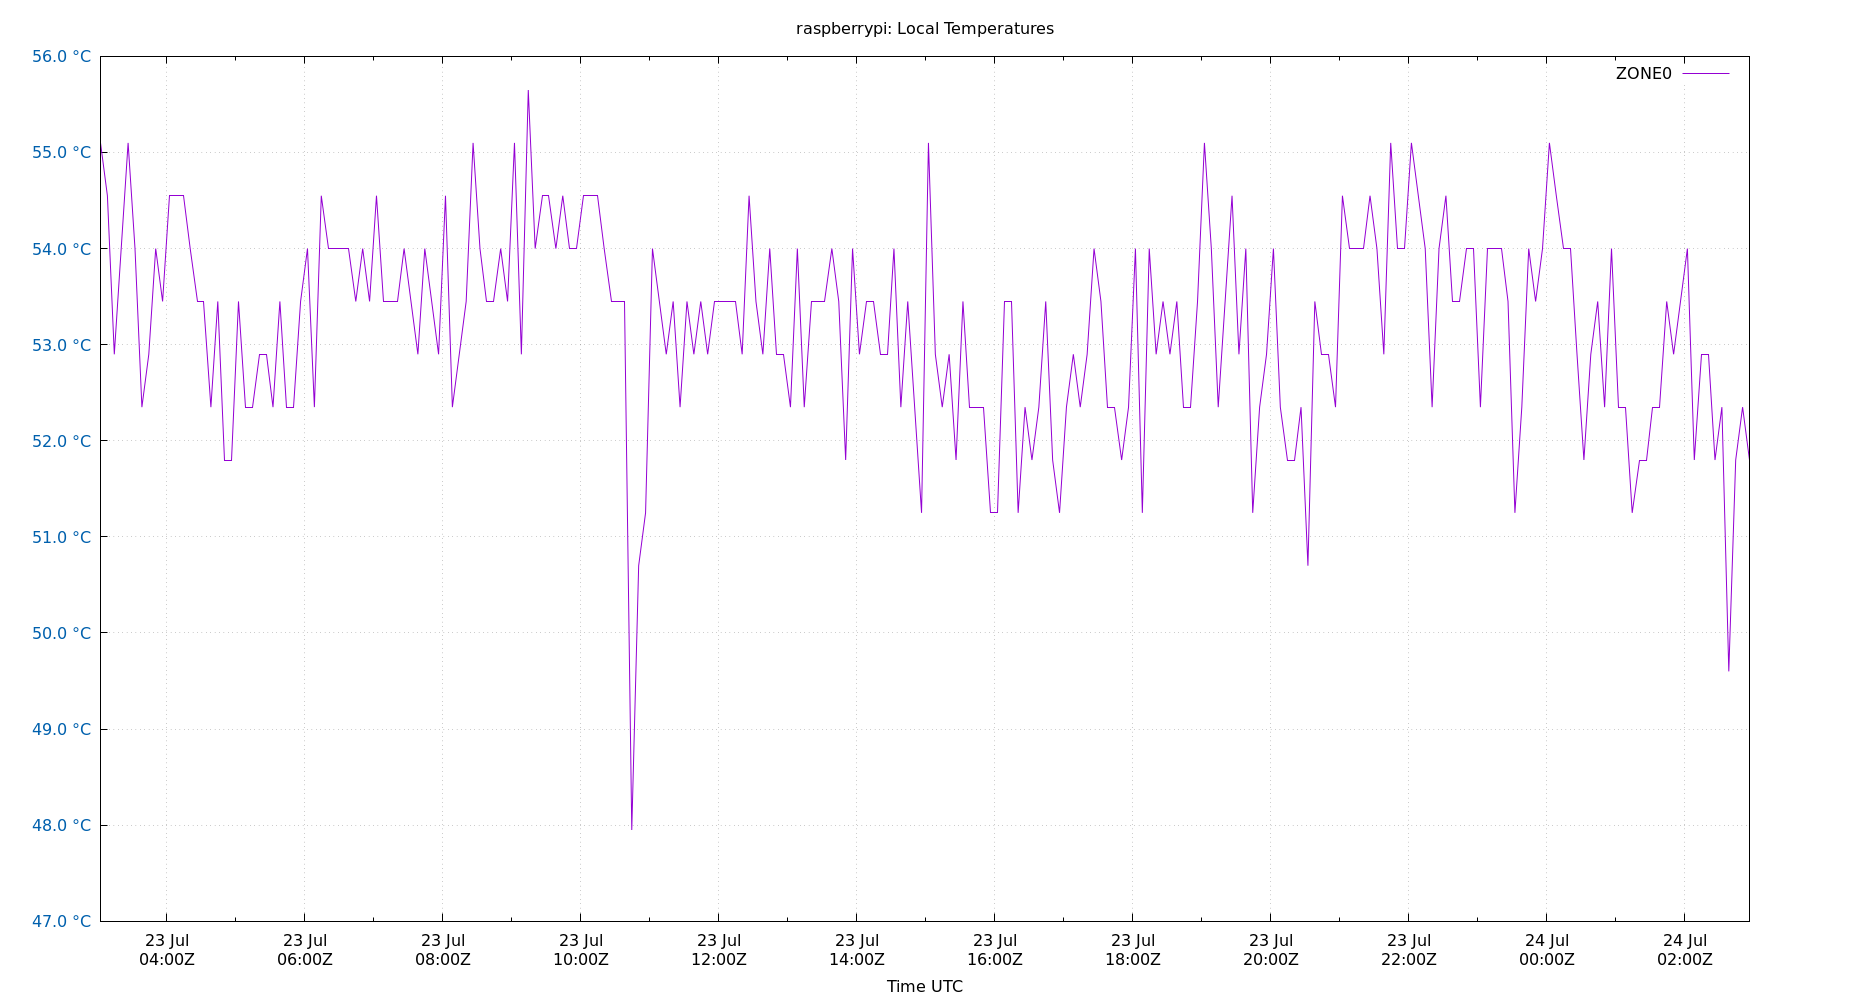 raspberrypi: Local Temperatures
ZONE0
56.0 °C
55.0 °C
54.0 °C
53.0 °C
52.0 °C
51.0 °C
50.0 °C
49.0 °C
48.0 °C
47.0 °C
23 Jul 23 Jul 23 Jul 23 Jul 23 Jul 23 Jul 23 Jul 23 Jul 23 Jul 23 Jul 24 Jul 24 Jul
04:00Z 06:00Z 08:00Z 10:00Z 12:00Z 14:00Z 16:00Z 18:00Z 20:00Z 22:00Z 00:00Z 02:00Z
Time UTC